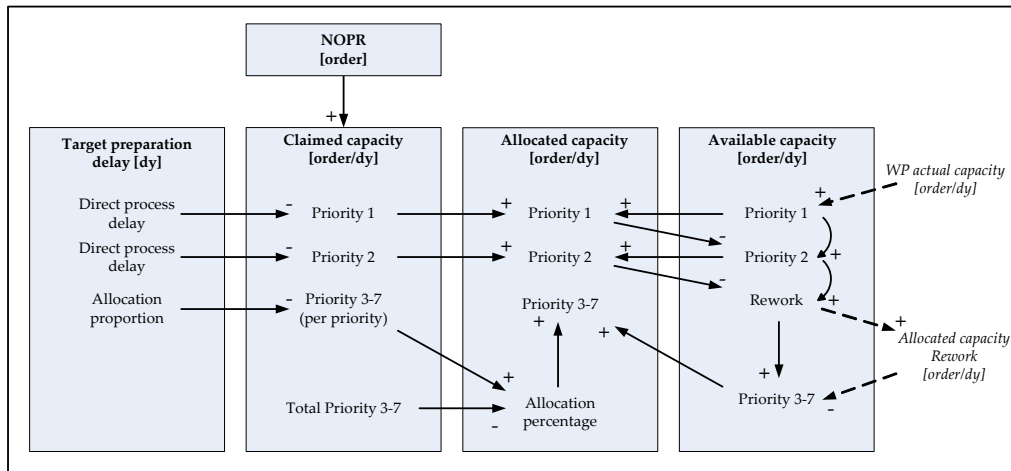 NOPR
[order]
+
Target preparation
delay [dy]
Claimed capacity
[order/dy]
Allocated capacity
[order/dy]
Available capacity
[order/dy]
WP actual capacity
[order/dy]
Direct process
delay
-
Priority 1
+
Priority 1
+
-
+
Priority 1
Direct process
delay
-
Priority 2
+
Priority 2
+
-
Priority 2
+
Allocation
proportion
-
Priority 3-7
(per priority)
Priority 3-7
+
+
Rework
+
+
Allocated capacity
Rework
[order/dy]
Total Priority 3-7
+
-
Allocation
percentage
+
Priority 3-7
-